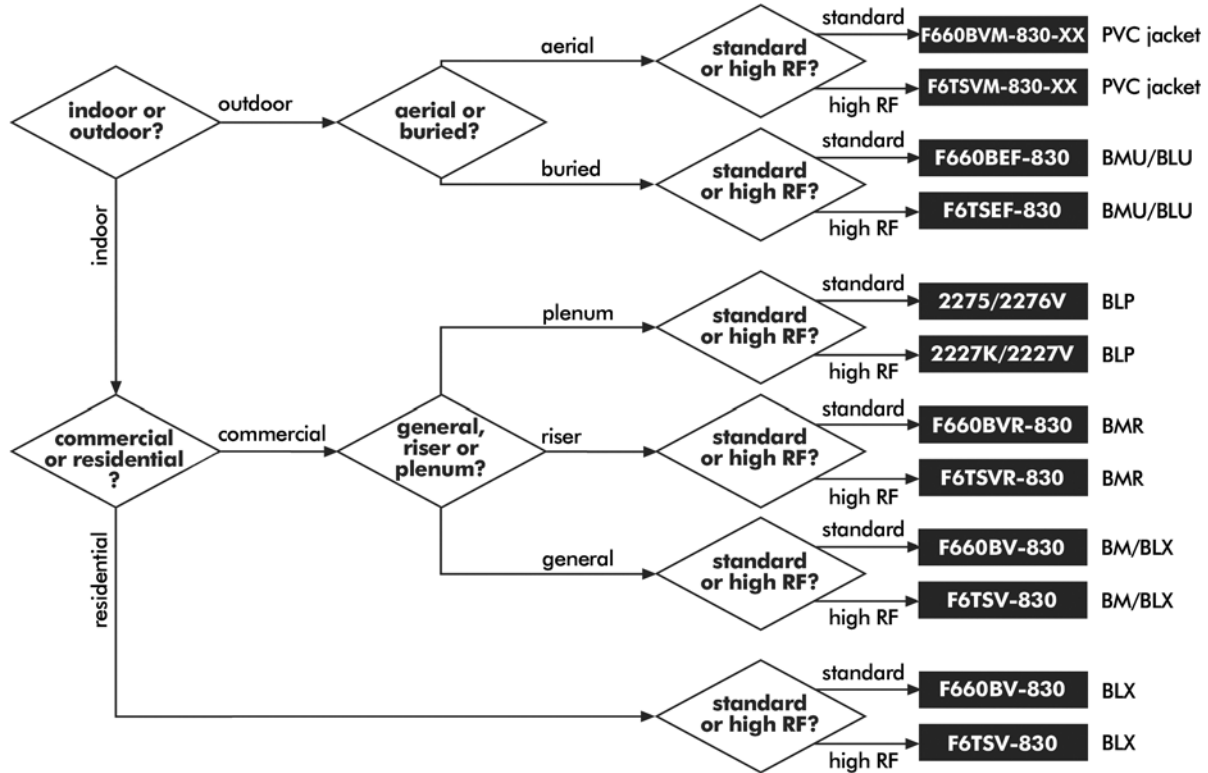 indoor or
outdoor?
outdoor
aerial or
buried?
aerial
standard
or high RF?
standard
F660BVM-830-XX
PVC jacket
high RF
F6TSVM-830-XX
PVC jacket
buried
standard
or high RF?
standard
F660BEF-830
BMU/BLU
high RF
F6TSEF-830
BMU/BLU
indoor
commercial
or residential
?
commercial
general,
riser or
plenum?
plenum
standard
or high RF?
standard
2275/2276V
BLP
high RF
2227K/2227V
BLP
riser
standard
or high RF?
standard
F660BVR-830
BMR
high RF
F6TSVR-830
BMR
general
standard
or high RF?
standard
F660BV-830
BM/BLX
high RF
F6TSV-830
BM/BLX
residential
standard
or high RF?
standard
F660BV-830
BLX
high RF
F6TSV-830
BLX